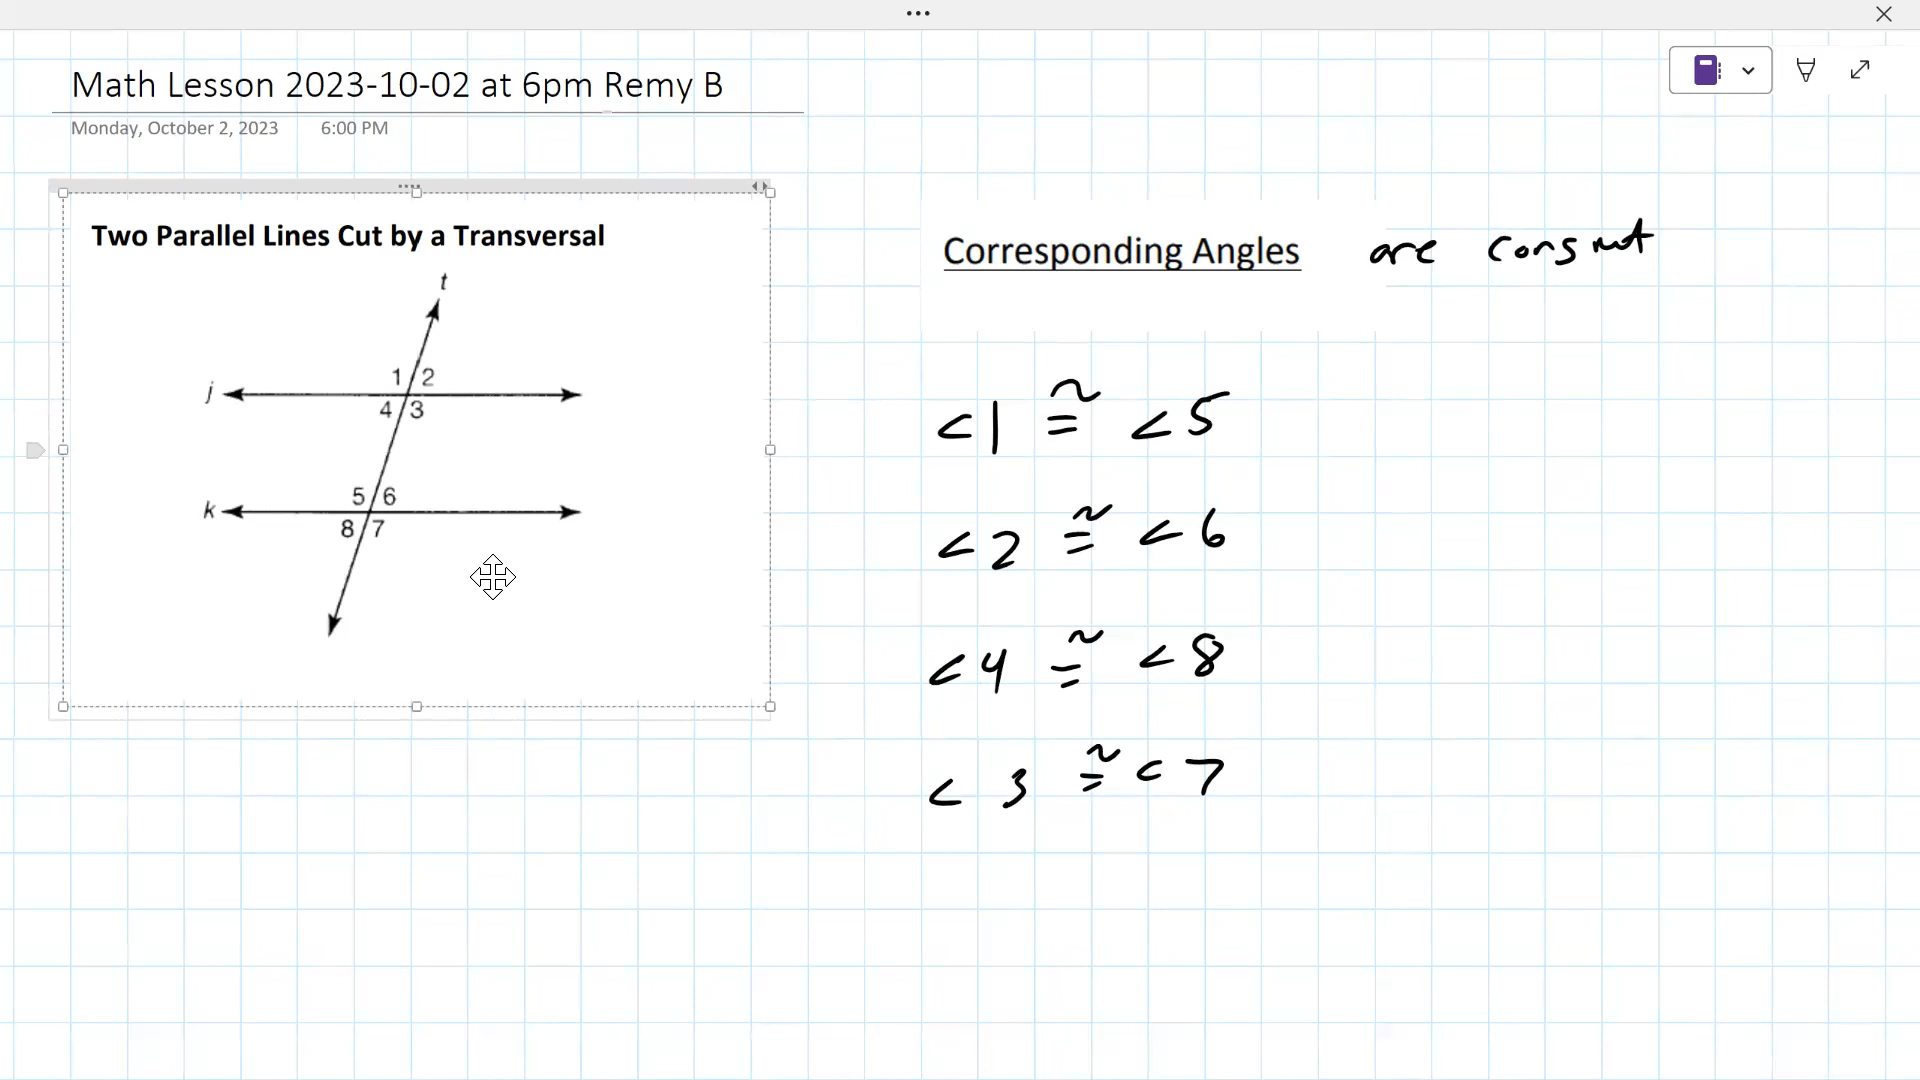 Math Lesson 2023-10-02 at 6pm Remy B
Monday, October 2, 2023 6:00 PM
Two Parallel Lines Cut by a Transversal
t
1 2
j
4 3
5 6
k
8 7
Corresponding Angles are
<1 ≅ <5
<2 ≅ <6
<4 ≅ <8
<3 ≅ <7